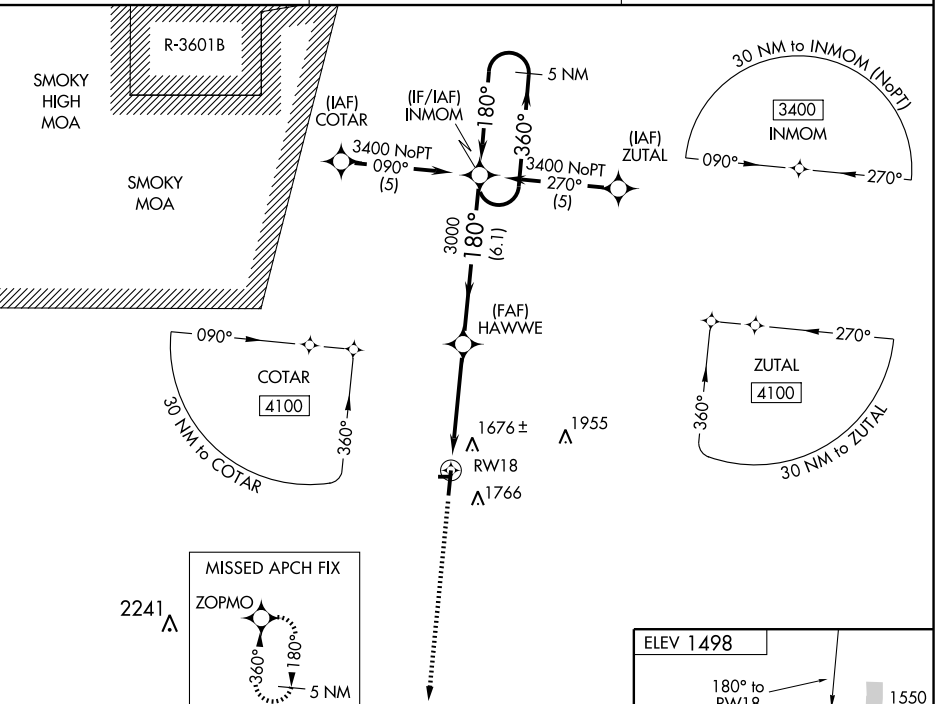 R-3601B
SMOKY
HIGH
MOA
SMOKY
MOA
(IAF)
COTAR
3400 NoPT
090°
(5)
(IF/IAF)
INMOM
180°
360°
5 NM
(IAF)
ZUTAL
3400 NoPT
270°
(5)
30 NM to INMOM (NoPT)
3400
INMOM
090°
270°
3000
180°
(6.1)
(FAF)
HAWWE
090°
COTAR
4100
360°
30 NM to COTAR
270°
ZUTAL
4100
360°
30 NM to ZUTAL
1676 ±
1955
RW18
1766
MISSED APCH FIX
ZOPMO
360°
180°
5 NM
2241
ELEV 1498
180° to
RW18
1550